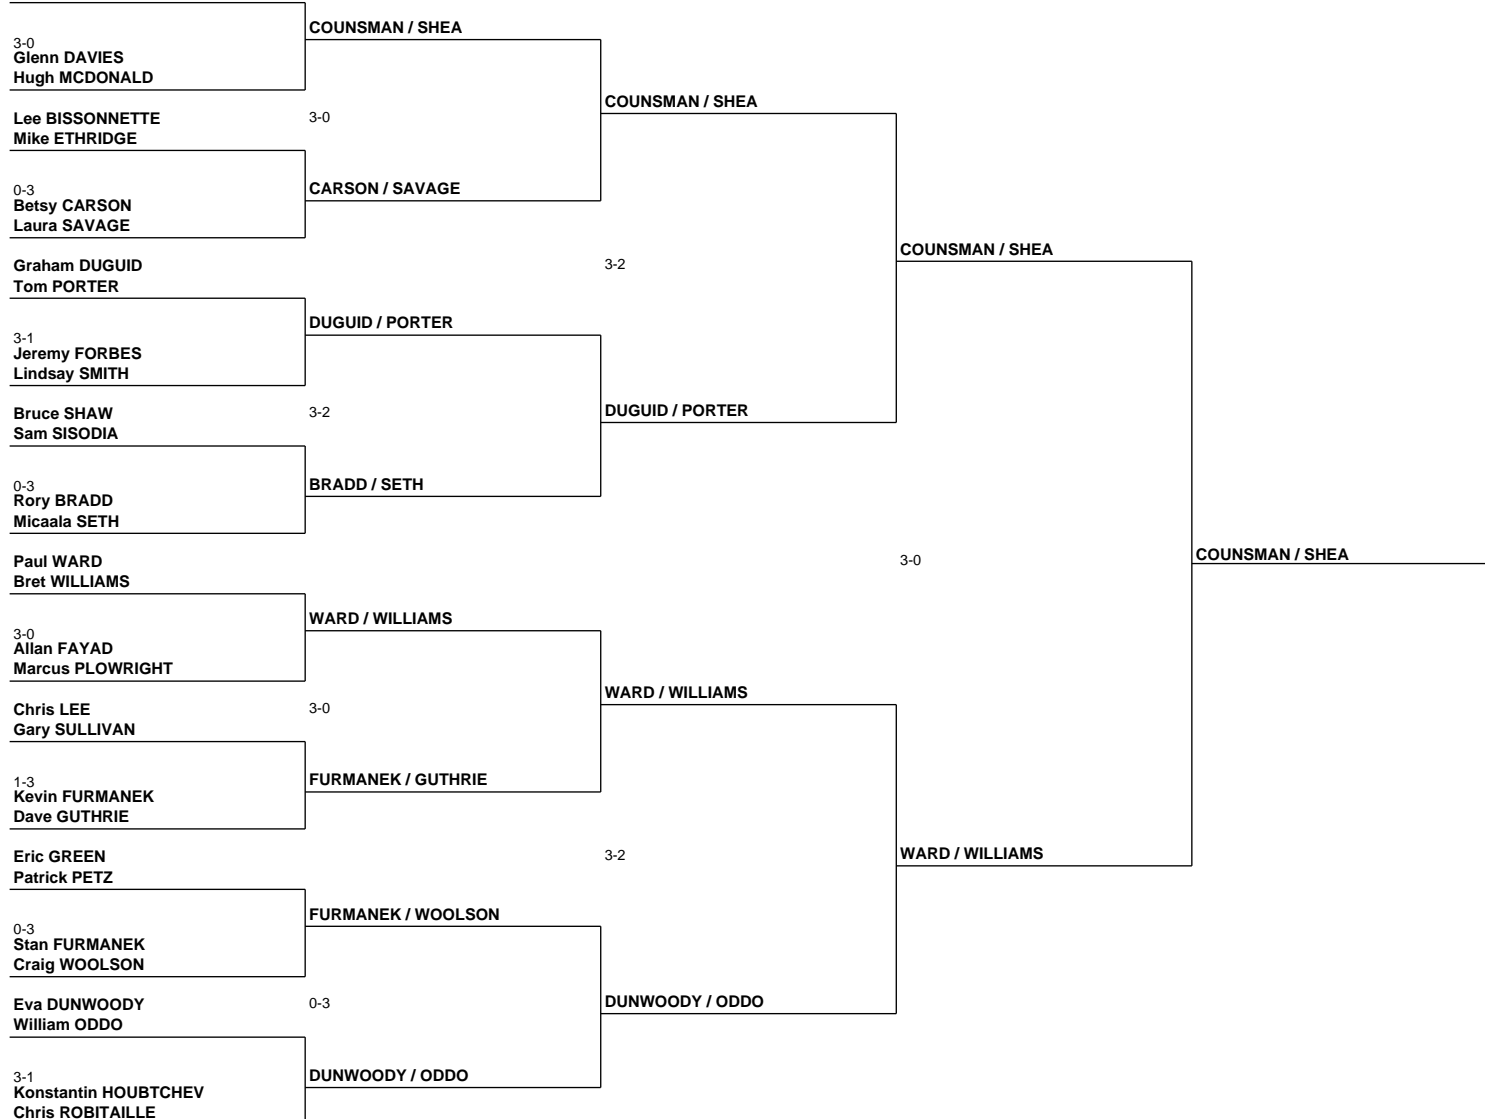 COUNSMAN / SHEA
3-0
Glenn DAVIES
Hugh MCDONALD
COUNSMAN / SHEA
Lee BISSONNETTE
3-0
Mike ETHRIDGE
CARSON / SAVAGE
0-3
Betsy CARSON
Laura SAVAGE
COUNSMAN / SHEA
Graham DUGUID
3-2
Tom PORTER
DUGUID / PORTER
3-1
Jeremy FORBES
Lindsay SMITH
Bruce SHAW
3-2
DUGUID / PORTER
Sam SISODIA
BRADD / SETH
0-3
Rory BRADD
Micaala SETH
COUNSMAN / SHEA
Paul WARD
3-0
Bret WILLIAMS
WARD / WILLIAMS
3-0
Allan FAYAD
Marcus PLOWRIGHT
WARD / WILLIAMS
Chris LEE
3-0
Gary SULLIVAN
FURMANEK / GUTHRIE
1-3
Kevin FURMANEK
Dave GUTHRIE
Eric GREEN
3-2
WARD / WILLIAMS
Patrick PETZ
FURMANEK / WOOLSON
0-3
Stan FURMANEK
Craig WOOLSON
Eva DUNWOODY
0-3
DUNWOODY / ODDO
William ODDO
DUNWOODY / ODDO
3-1
Konstantin HOUBTCHEV
Chris ROBITAILLE